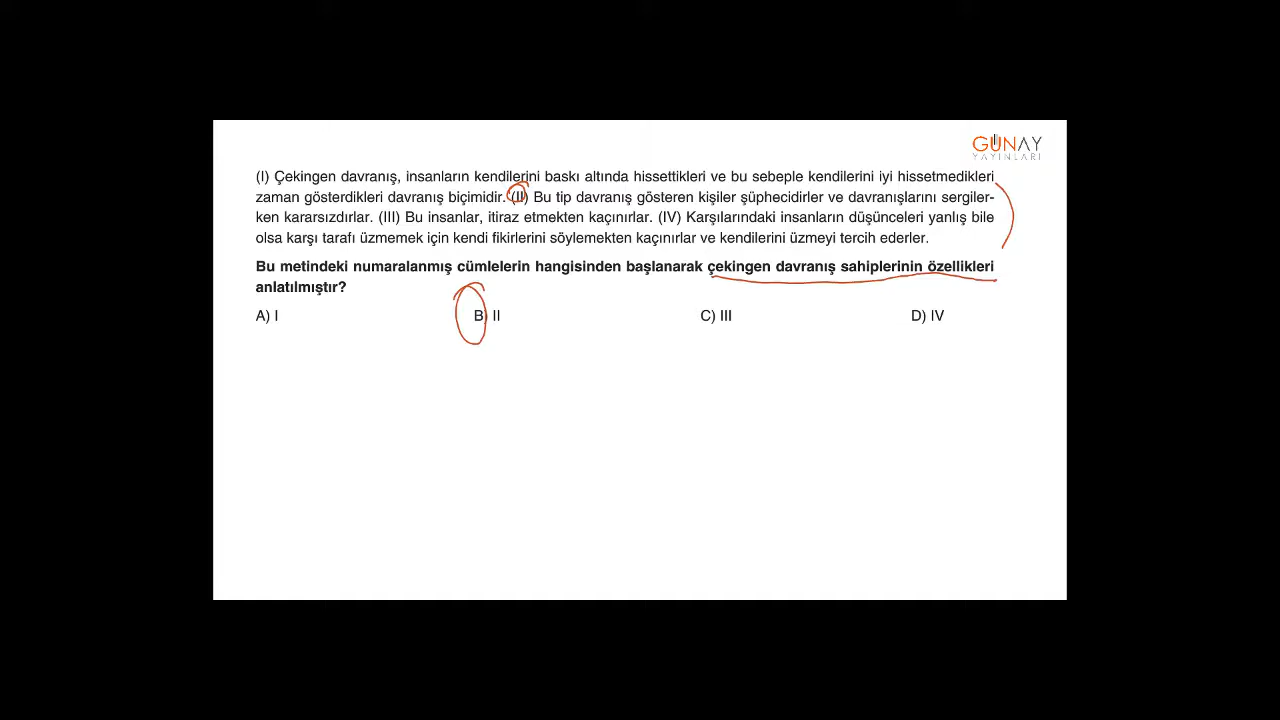 GÜNAY
YAYINLARI
(I) Çekingen davranış, insanların kendilerini baskı altında hissettikleri ve bu sebeple kendilerini iyi hissetmedikleri
zaman gösterdikleri davranış biçimidir. (II) Bu tip davranış gösteren kişiler şüphecidirler ve davranışlarını sergiler-
ken kararsızdırlar. (III) Bu insanlar, itiraz etmekten kaçınırlar. (IV) Karşılarındaki insanların düşünceleri yanlış bile
olsa karşı tarafı üzmemek için kendi fikirlerini söylemekten kaçınırlar ve kendilerini üzmeyi tercih ederler.
Bu metindeki numaralanmış cümlelerin hangisinden başlanarak çekingen davranış sahiplerinin özellikleri
anlatılmıştır?
A) I B) II C) III D) IV